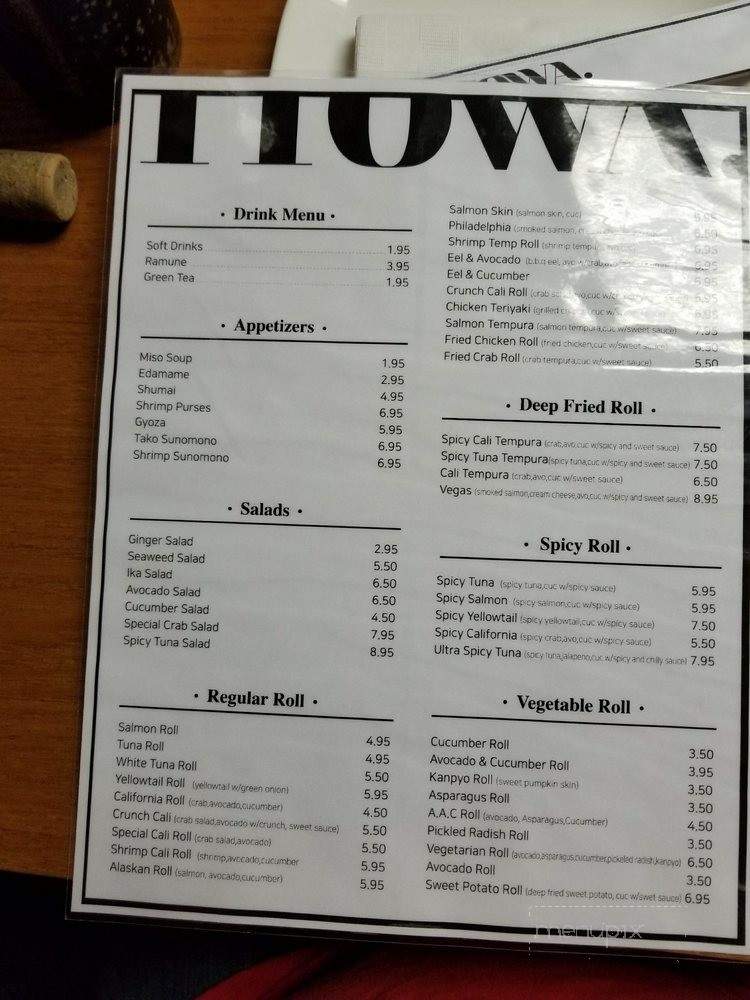 HOWA.
· Drink Menu ·
Soft Drinks 1.95
Ramune 3.95
Green Tea 1.95
· Appetizers ·
Miso Soup 1.95
Edamame 2.95
Shumai 4.95
Shrimp Purses 6.95
Gyoza 5.95
Tako Sunomono 6.95
Shrimp Sunomono 6.95
· Salads ·
Ginger Salad 2.95
Seaweed Salad 5.50
Ika Salad 6.50
Avocado Salad 6.50
Cucumber Salad 4.50
Special Crab Salad 7.95
Spicy Tuna Salad 8.95
· Regular Roll ·
Salmon Roll 4.95
Tuna Roll 4.95
White Tuna Roll 5.50
Yellowtail Roll (yellowtail w/green onion) 5.95
California Roll (crab,avocado,cucumber) 4.50
Crunch Cali (crab salad,avocado w/crunch, sweet sauce) 5.50
Special Cali Roll (crab salad,avocado) 5.50
Shrimp Cali Roll (shrimp,avocado,cucumber 5.95
Alaskan Roll (salmon, avocado,cucumber) 5.95
Salmon Skin (salmon skin, cuc)
Philadelphia (smoked salmon,
Shrimp Temp Roll (shrimp
Eel & Avocado (b.b.q eel, avo w/crab,
Eel & Cucumber
Crunch Cali Roll (crab
Chicken Teriyaki (grilled
Salmon Tempura (salmon tempura,cuc w/sweet sauce) 7.95
Fried Chicken Roll (fried chicken,cuc w/sweet sauce)
Fried Crab Roll (crab tempura,cuc w/sweet sauce) 5.50
· Deep Fried Roll ·
Spicy Cali Tempura (crab,avo,cuc w/spicy and sweet sauce) 7.50
Spicy Tuna Tempura(spicy tuna,cuc w/spicy and sweet sauce) 7.50
Cali Tempura (crab,avo,cuc w/sweet sauce) 6.50
Vegas (smoked salmon,cream cheese,avo,cuc w/spicy and sweet sauce) 8.95
· Spicy Roll ·
Spicy Tuna (spicy tuna,cuc w/spicy sauce) 5.95
Spicy Salmon (spicy salmon,cuc w/spicy sauce) 5.95
Spicy Yellowtail (spicy yellowtail,cuc w/spicy sauce) 7.50
Spicy California (spicy crab,avo,cuc w/spicy sauce) 5.50
Ultra Spicy Tuna (spicy tuna,jalapeno,cuc w/spicy and chilly sauce) 7.95
· Vegetable Roll ·
Cucumber Roll 3.50
Avocado & Cucumber Roll 3.95
Kanpyo Roll (sweet pumpkin skin) 3.50
Asparagus Roll 3.50
A.A.C Roll (avocado, Asparagus,Cucumber) 4.50
Pickled Radish Roll 3.50
Vegetarian Roll (avocado,asparagus,cucumber,pickeled radish,kanpyo) 6.50
Avocado Roll 3.50
Sweet Potato Roll (deep fried sweet potato, cuc w/swet sauce) 6.95
menupix